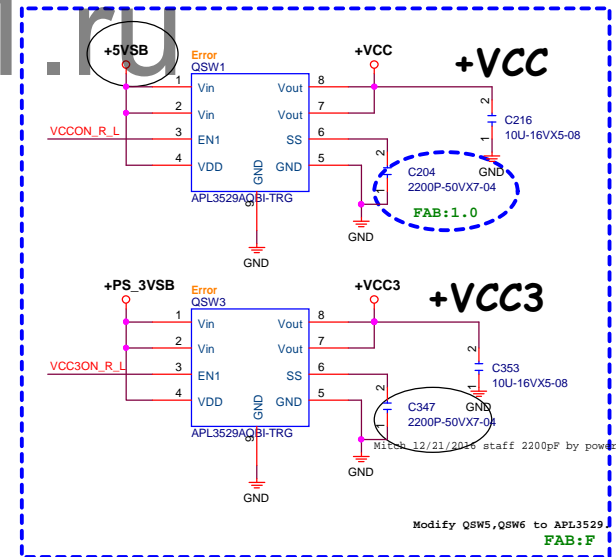 1.ru
+5VSB
Error
QSW1
+VCC
+VCC
1 Vin Vout 8
2 Vin Vout 7
VCCON_R_L 3 EN1 SS 6
4 VDD GND 5
GND
9
APL3529AQBI-TRG
GND
GND
2
1
C216
10U-16VX5-08
GND
2
1
C204
2200P-50VX7-04
FAB:1.0
+PS_3VSB
Error
QSW3
+VCC3
+VCC3
1 Vin Vout 8
2 Vin Vout 7
VCC3ON_R_L 3 EN1 SS 6
4 VDD GND 5
GND
9
APL3529AQBI-TRG
GND
GND
2
1
C353
10U-16VX5-08
GND
2
1
C347
2200P-50VX7-04
Mitch 12/21/2016 staff 2200pF by power
Modify QSW5,QSW6 to APL3529.
FAB:F